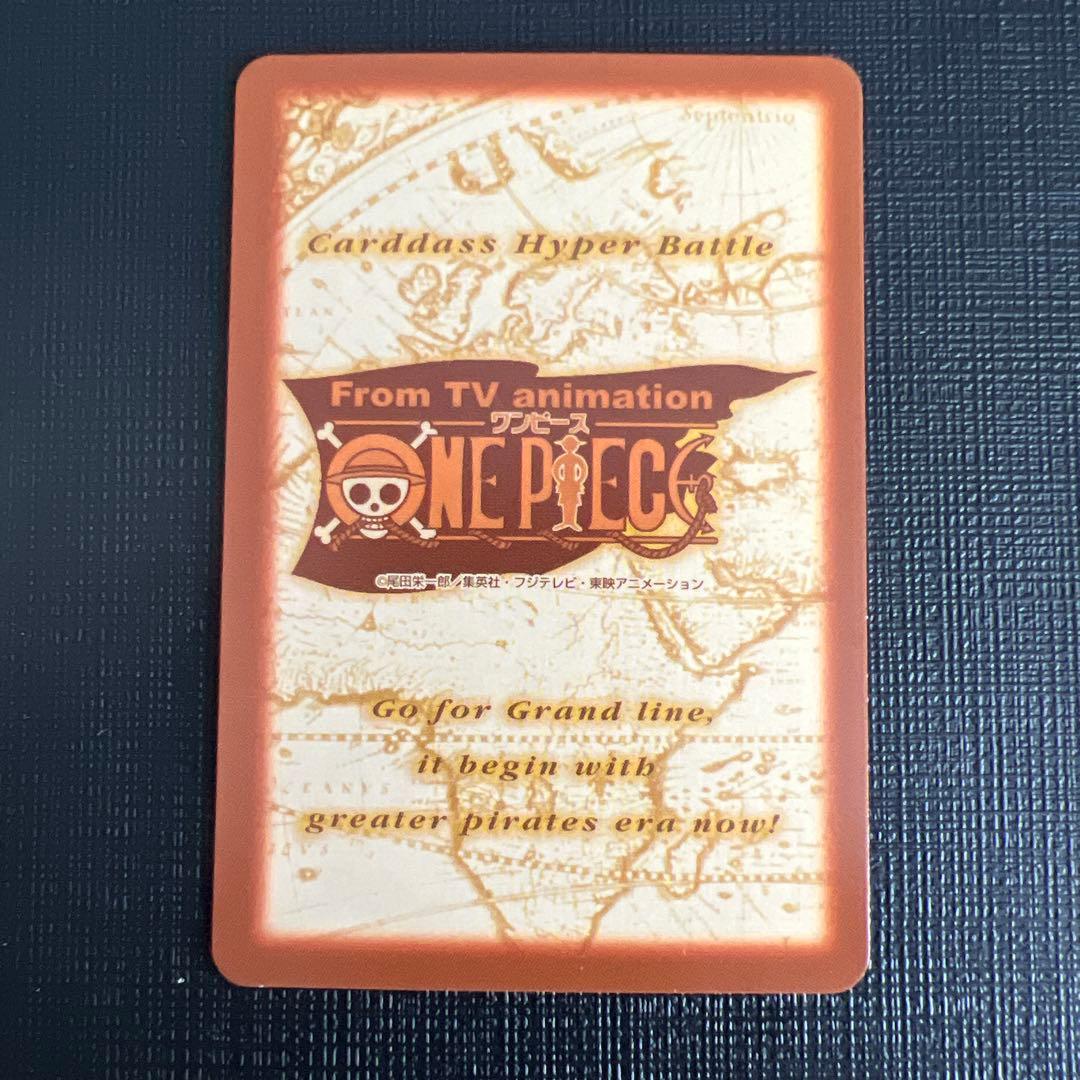 Septentrio
Carddass Hyper Battle
From TV animation
ワンピース
ONE PIECE
©尾田栄一郎／集英社・フジテレビ・東映アニメーション
Go for Grand line,
it begin with
greater pirates era now!